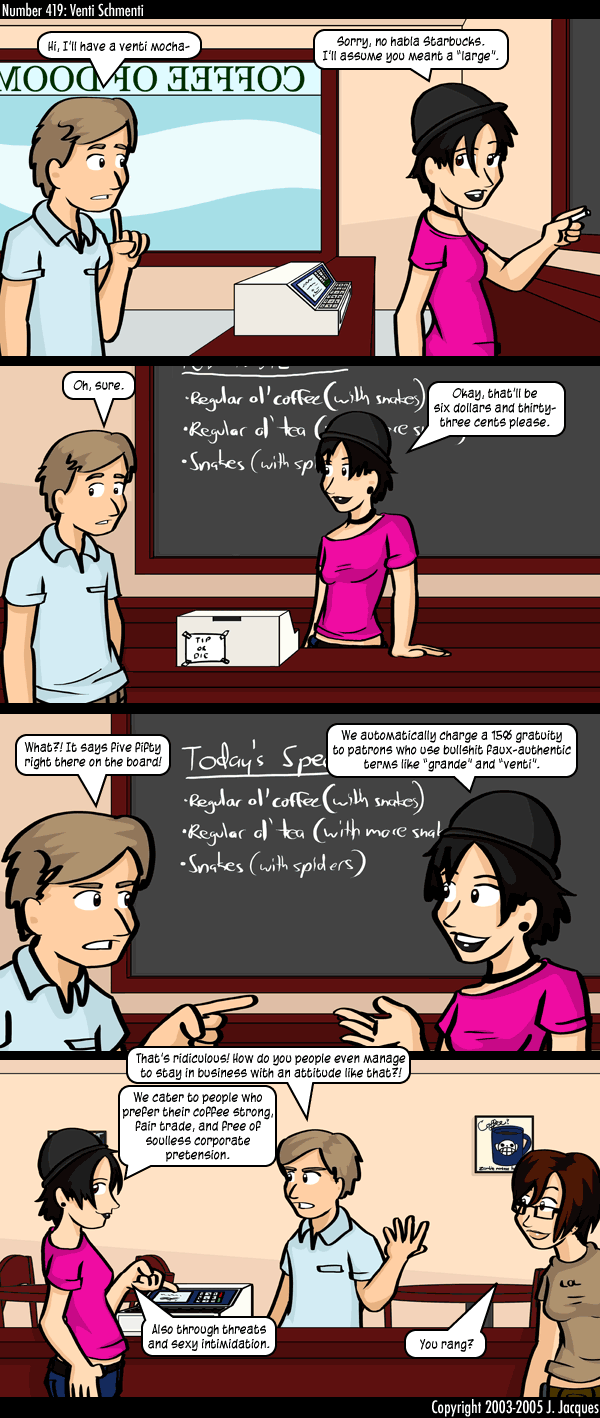 Number 419: Venti Schmenti
Hi, I'll have a venti mocha-
Sorry, no habla Starbucks.
I'll assume you meant a "large".
COFFEE OF DOOM
Oh, sure.
Okay, that'll be
six dollars and thirty-
three cents please.
•Regular ol' coffee (with snakes)
•Regular ol' tea (
•Snakes (with
TIP
OR
DIE
What?! It says five fifty
right there on the board!
We automatically charge a 15% gratuity
to patrons who use bullshit faux-authentic
terms like "grande" and "venti".
Today's Spe
•Regular ol' coffee (with snakes)
•Regular ol' tea (with more snak
•Snakes (with spiders)
That's ridiculous! How do you people even manage
to stay in business with an attitude like that?!
We cater to people who
prefer their coffee strong,
fair trade, and free of
soulless corporate
pretension.
Coffee:
Also through threats
and sexy intimidation.
You rang?
Copyright 2003-2005 J. Jacques